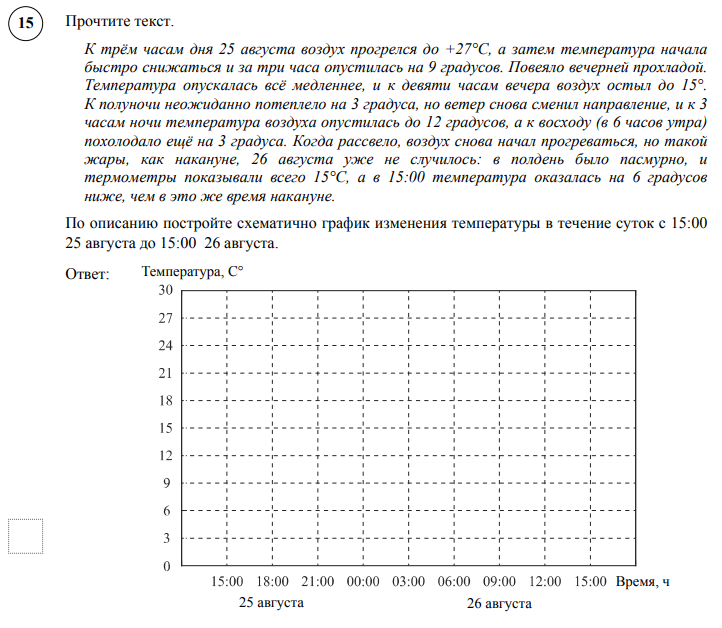 15
Прочтите текст.
К трём часам дня 25 августа воздух прогрелся до +27°C, а затем температура начала
быстро снижаться и за три часа опустилась на 9 градусов. Повеяло вечерней прохладой.
Температура опускалась всё медленнее, и к девяти часам вечера воздух остыл до 15°.
К полуночи неожиданно потеплело на 3 градуса, но ветер снова сменил направление, и к 3
часам ночи температура воздуха опустилась до 12 градусов, а к восходу (в 6 часов утра)
похолодало ещё на 3 градуса. Когда рассвело, воздух снова начал прогреваться, но такой
жары, как накануне, 26 августа уже не случилось: в полдень было пасмурно, и
термометры показывали всего 15°C, а в 15:00 температура оказалась на 6 градусов
ниже, чем в это же время накануне.
По описанию постройте схематично график изменения температуры в течение суток с 15:00
25 августа до 15:00 26 августа.
Ответ:
Температура, C°
30
27
24
21
18
15
12
9
6
3
0
15:00 18:00 21:00 00:00 03:00 06:00 09:00 12:00 15:00 Время, ч
25 августа 26 августа